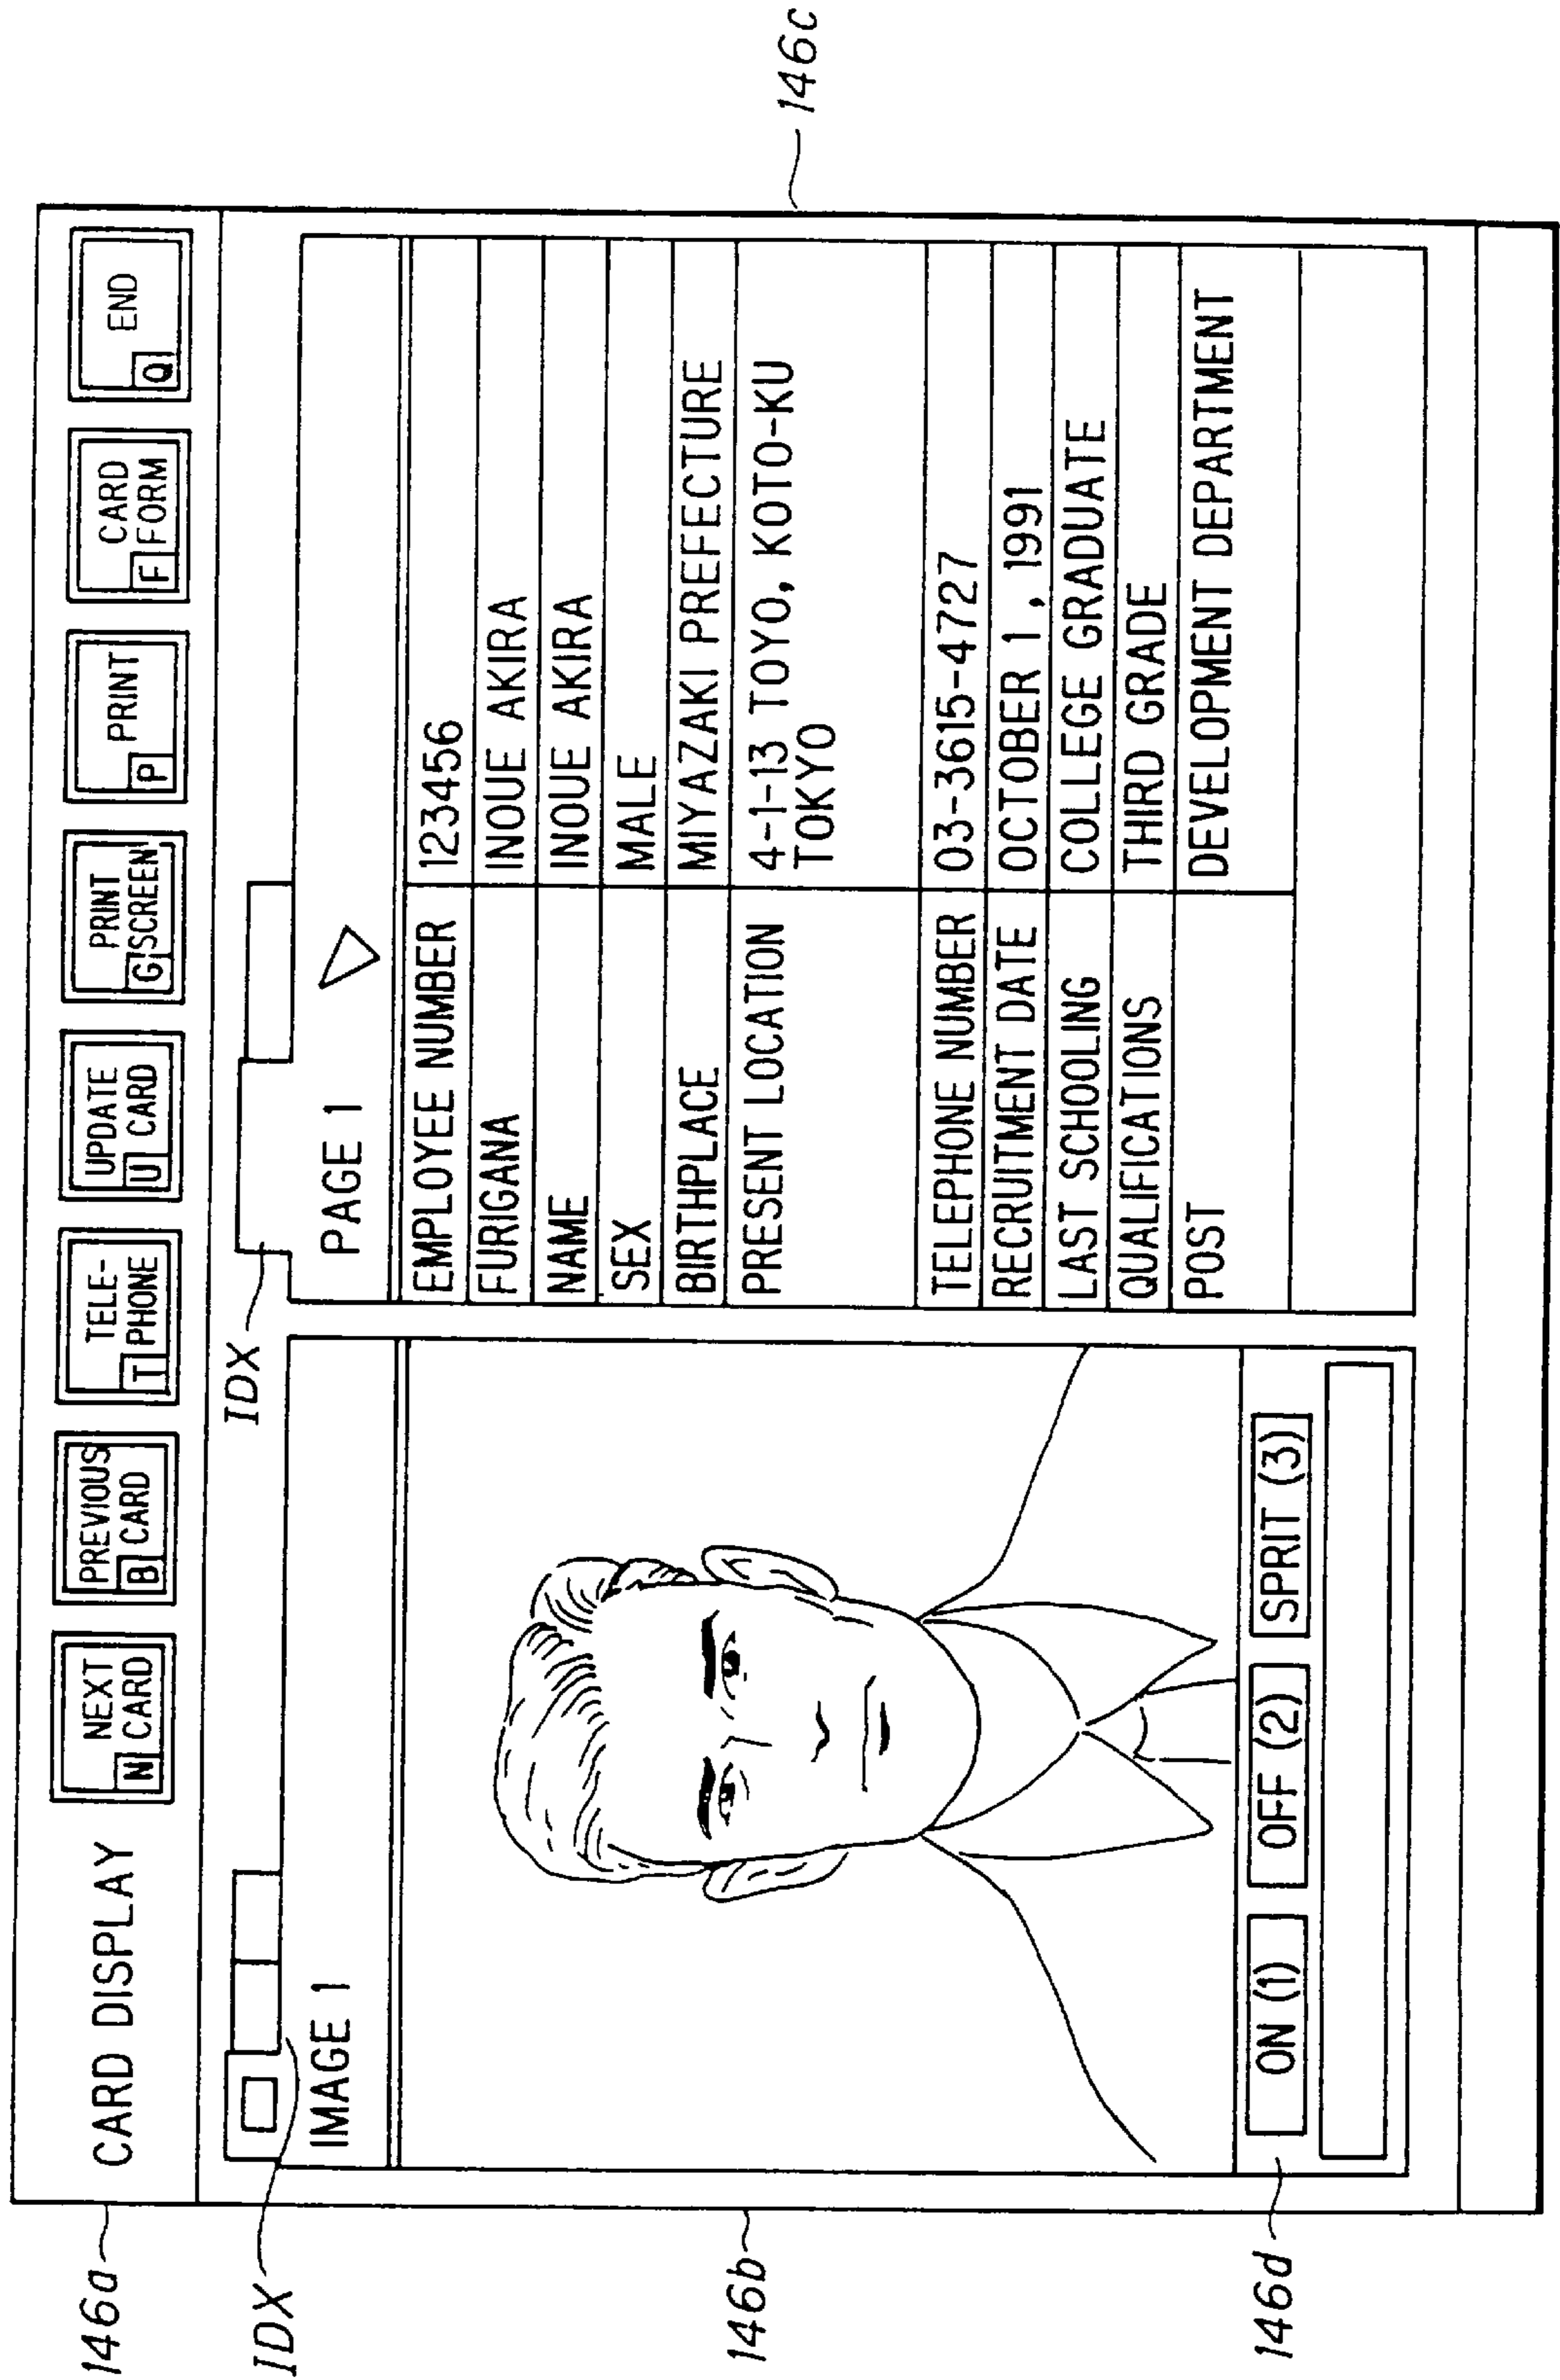 146a
CARD DISPLAY
NEXT
N CARD
PREVIOUS
B CARD
TELE-
T PHONE
UPDATE
U CARD
PRINT
G SCREEN
P PRINT
CARD
F FORM
Q END
IDX
IDX
IMAGE 1
146b
ON (1)
OFF (2)
SPRIT (3)
146d
PAGE 1
EMPLOYEE NUMBER 123456
FURIGANA INOUE AKIRA
NAME INOUE AKIRA
SEX MALE
BIRTHPLACE MIYAZAKI PREFECTURE
PRESENT LOCATION 4-1-13 TOYO, KOTO-KU
TOKYO
TELEPHONE NUMBER 03-3615-4727
RECRUITMENT DATE OCTOBER 1, 1991
LAST SCHOOLING COLLEGE GRADUATE
QUALIFICATIONS THIRD GRADE
POST DEVELOPMENT DEPARTMENT
146c